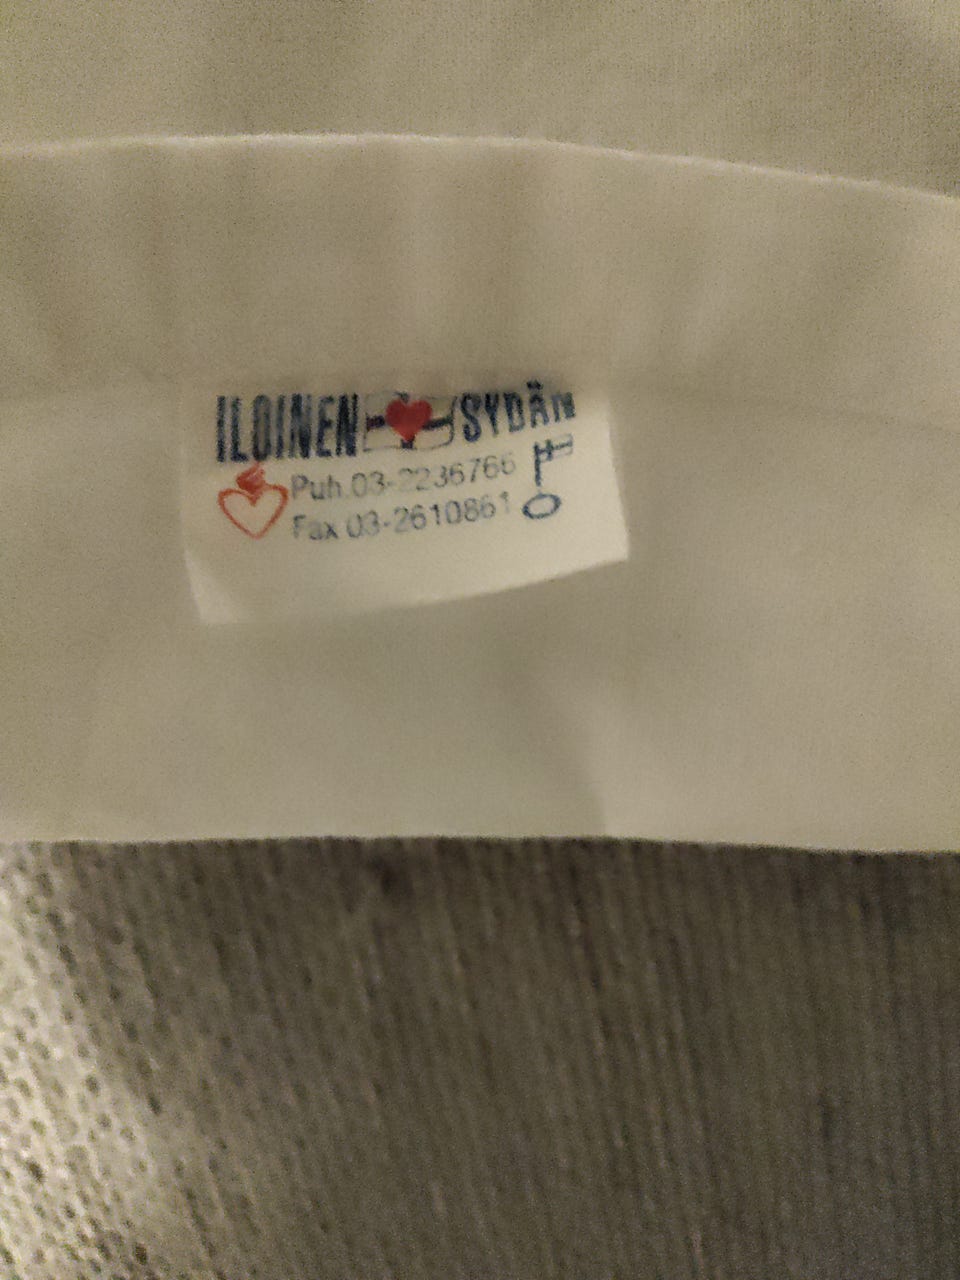 ILOINEN SYDÄN
Puh.03-2236766
Fax 03-2610861